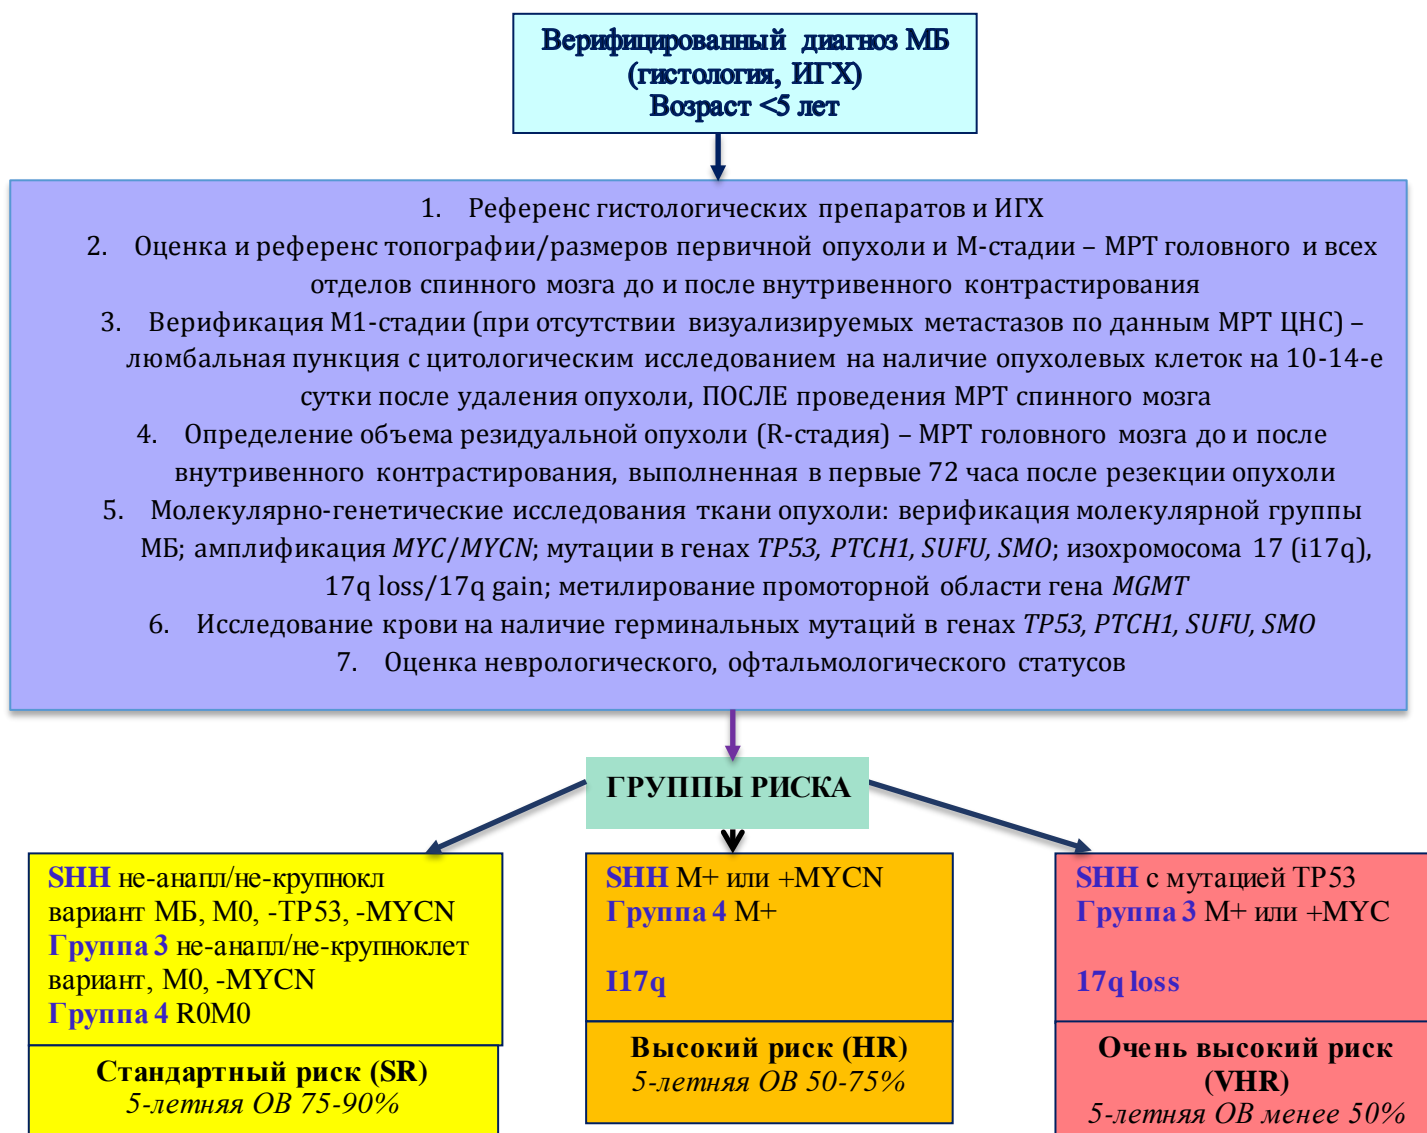 Верифицированный диагноз МБ
(гистология, ИГХ)
Возраст <5 лет
1. Референс гистологических препаратов и ИГХ
2. Оценка и референс топографии/размеров первичной опухоли и М-стадии – МРТ головного и всех
отделов спинного мозга до и после внутривенного контрастирования
3. Верификация М1-стадии (при отсутствии визуализируемых метастазов по данным МРТ ЦНС) –
люмбальная пункция с цитологическим исследованием на наличие опухолевых клеток на 10-14-е
сутки после удаления опухоли, ПОСЛЕ проведения МРТ спинного мозга
4. Определение объема резидуальной опухоли (R-стадия) – МРТ головного мозга до и после
внутривенного контрастирования, выполненная в первые 72 часа после резекции опухоли
5. Молекулярно-генетические исследования ткани опухоли: верификация молекулярной группы
МБ; амплификация MYC/MYCN; мутации в генах TP53, PTCH1, SUFU, SMO; изохромосома 17 (i17q),
17q loss/17q gain; метилирование промоторной области гена MGMT
6. Исследование крови на наличие герминальных мутаций в генах TP53, PTCH1, SUFU, SMO
7. Оценка неврологического, офтальмологического статусов
ГРУППЫ РИСКА
SHH не-анапл/не-крупнокл
вариант МБ, М0, -TP53, -MYCN
Группа 3 не-анапл/не-крупноклет
вариант, М0, -MYCN
Группа 4 R0M0
Стандартный риск (SR)
5-летняя ОВ 75-90%
SHH М+ или +MYCN
Группа 4 М+
I17q
Высокий риск (HR)
5-летняя ОВ 50-75%
SHH с мутацией TP53
Группа 3 М+ или +MYC
17q loss
Очень высокий риск
(VHR)
5-летняя ОВ менее 50%